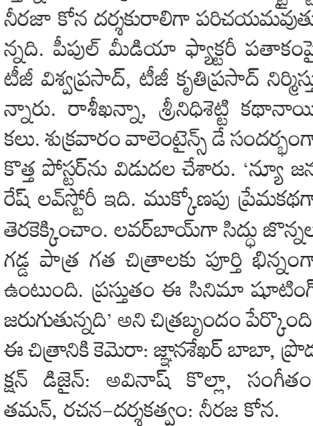 నీరజా కోన దర్శకురాలిగా పరిచయమవుతు
న్నది. పీపుల్ మీడియా ఫ్యాక్టరీ పతాకంపై
టీజీ విశ్వప్రసాద్, టీజీ కృతిప్రసాద్ నిర్మిస్తు
న్నారు. రాశీఖన్నా, శ్రీనిధిశెట్టి కథానాయి
కలు. శుక్రవారం వాలెంటైన్స్ డే సందర్భంగా
కొత్త పోస్టర్‌ను విడుదల చేశారు. ‘న్యూ జన
రేషన్ లవ్‌స్టోరీ ఇది. ముక్కోణపు ప్రేమకథగా
తెరకెక్కించాం. లవర్‌బాయ్‌గా సిద్ధు జొన్నల
గడ్డ పాత్ర గత చిత్రాలకు పూర్తి భిన్నంగా
ఉంటుంది. ప్రస్తుతం ఈ సినిమా షూటింగ్
జరుగుతున్నది’ అని చిత్రబృందం పేర్కొంది
ఈ చిత్రానికి కెమెరా: జ్ఞానశేఖర్ బాబా, ప్రొడ
క్షన్ డిజైన్: అవినాష్ కొల్లా, సంగీతం
తమన్, రచన–దర్శకత్వం: నీరజ కోన.